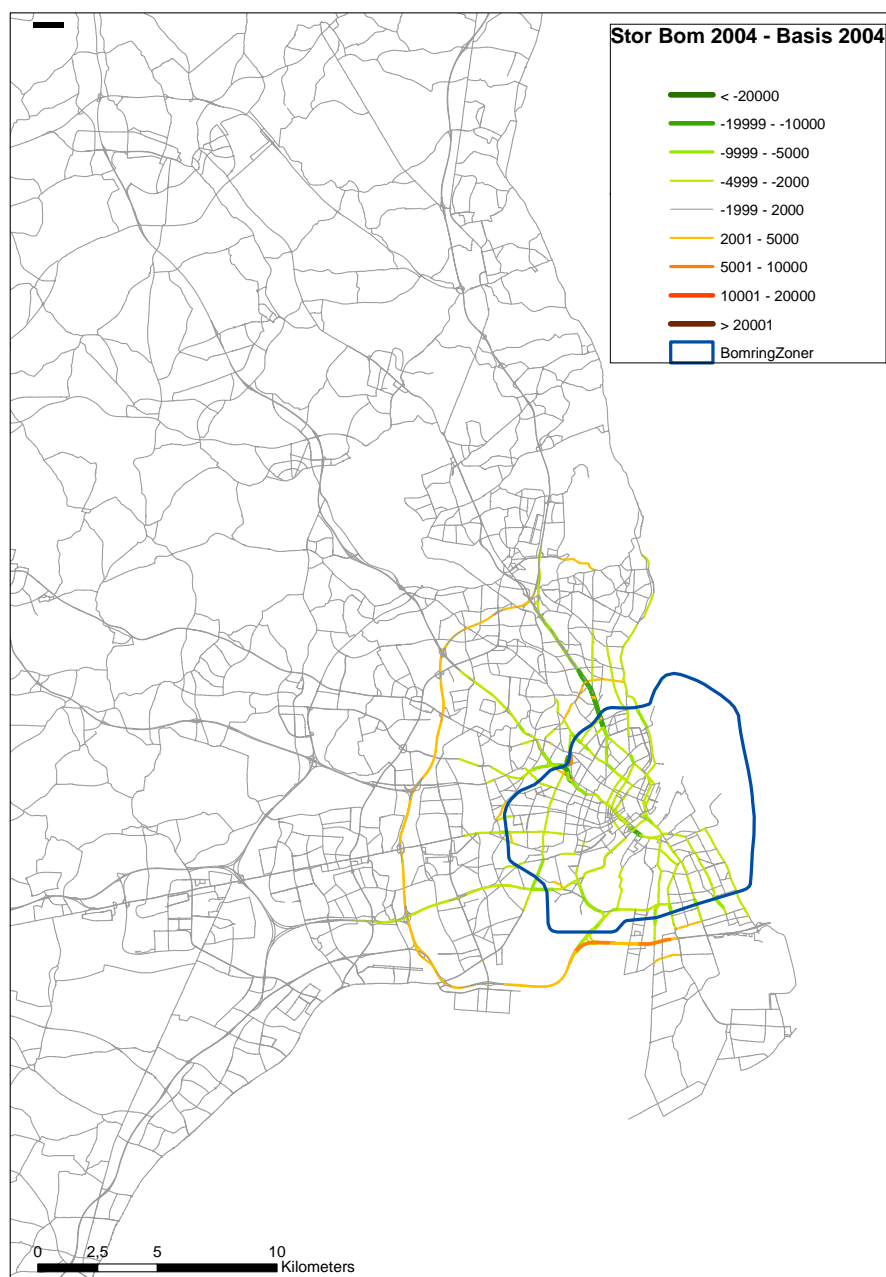 Stor Bom 2004 - Basis 2004
< -20000
-19999 - -10000
-9999 - -5000
-4999 - -2000
-1999 - 2000
2001 - 5000
5001 - 10000
10001 - 20000
> 20001
BomringZoner
0 2,5 5 10
Kilometers